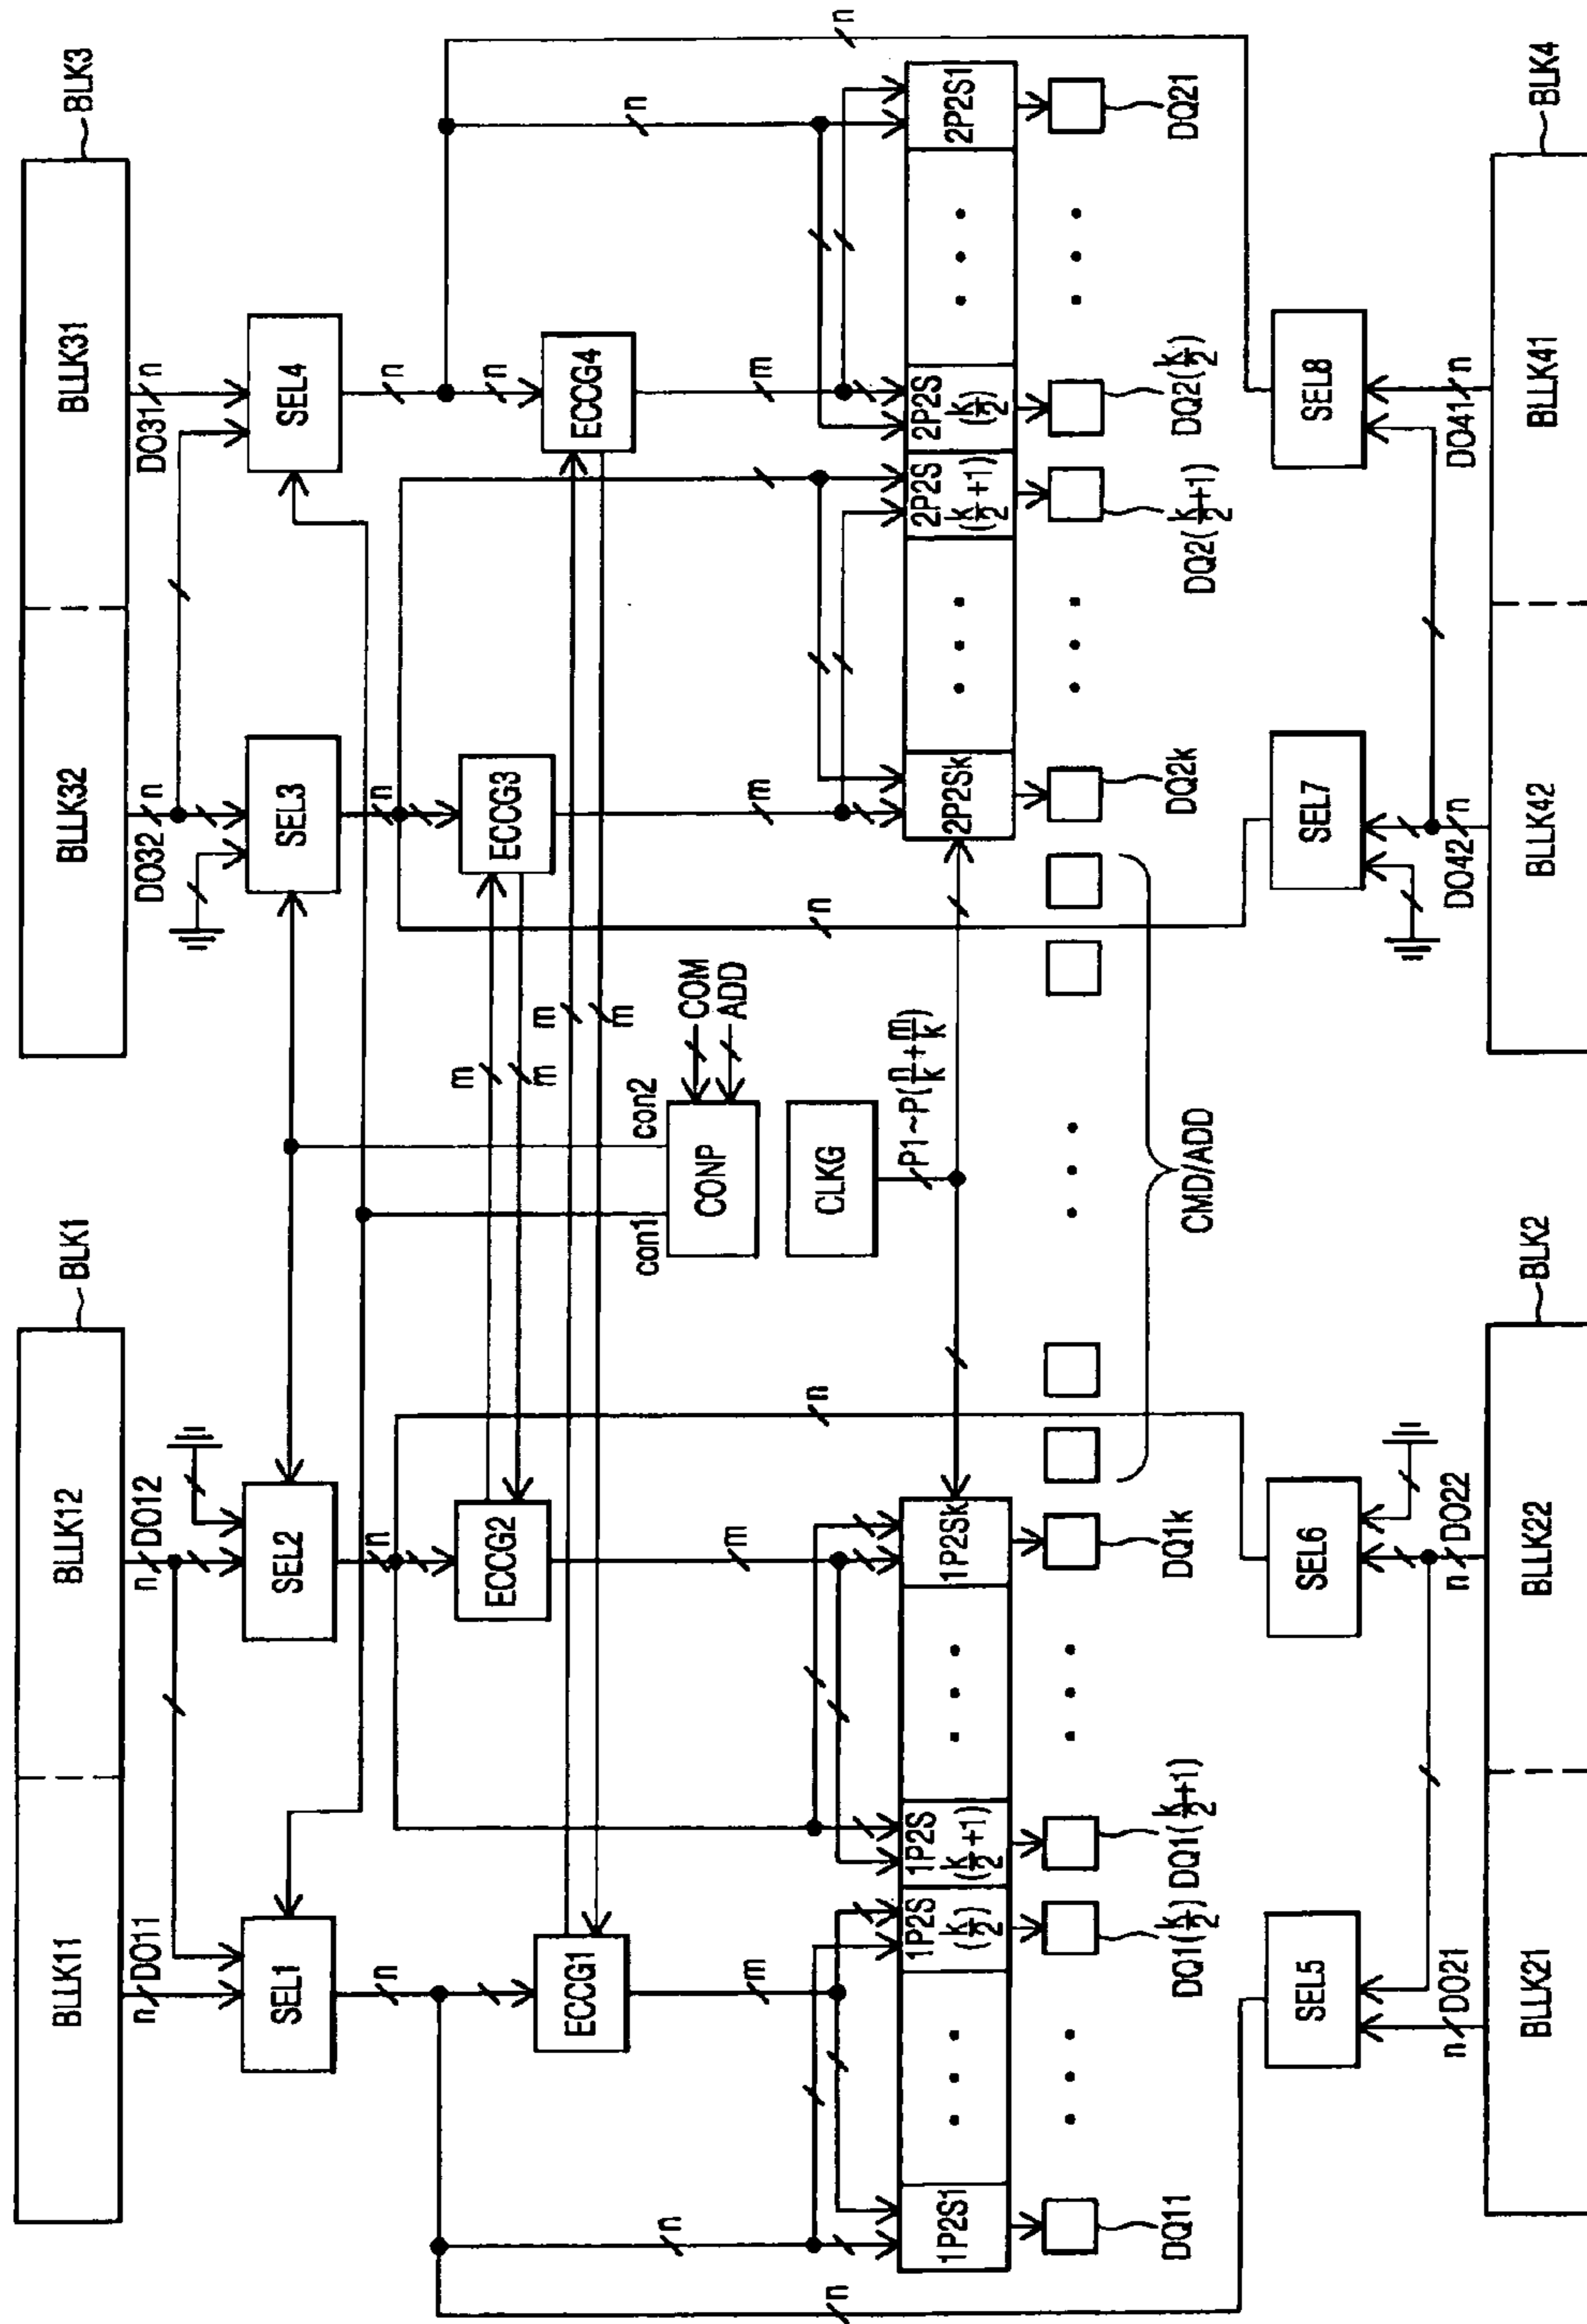 BLK1
BLK3
BLLK11
BLLK12
BLLK32
BLLK31
n DO11
n DO12
DO32 n
DO31 n
SEL1
SEL2
SEL3
SEL4
n
n
n
n
n
ECCG1
ECCG2
ECCG3
ECCG4
m
m
m
m
m
m
m
m
con1
con2
CONP
COM
ADD
CLKG
P1~P(n/k+m/k)
n
n
n
n
n
n
1P2S1
1P2S
(k/2)
1P2S
(k/2+1)
1P2Sk
2P2Sk
2P2S
(k/2+1)
2P2S
(k/2)
2P2S1
DQ11
DQ1(k/2)
DQ1(k/2+1)
DQ1k
CMD/ADD
DQ2k
DQ2(k/2+1)
DQ2(k/2)
DQ21
SEL5
SEL6
SEL7
SEL8
n DO21
n DO22
DO42 n
DO41 n
BLLK21
BLLK22
BLLK42
BLLK41
BLK2
BLK4